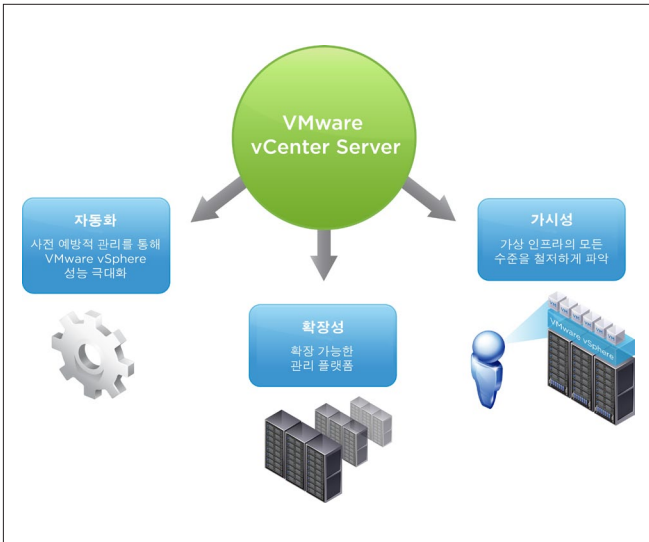 VMware
vCenter Server
자동화
사전 예방적 관리를 통해
VMware vSphere
성능 극대화
확장성
확장 가능한
관리 플랫폼
가시성
가상 인프라의 모든
수준을 철저하게 파악
VMware vSphere